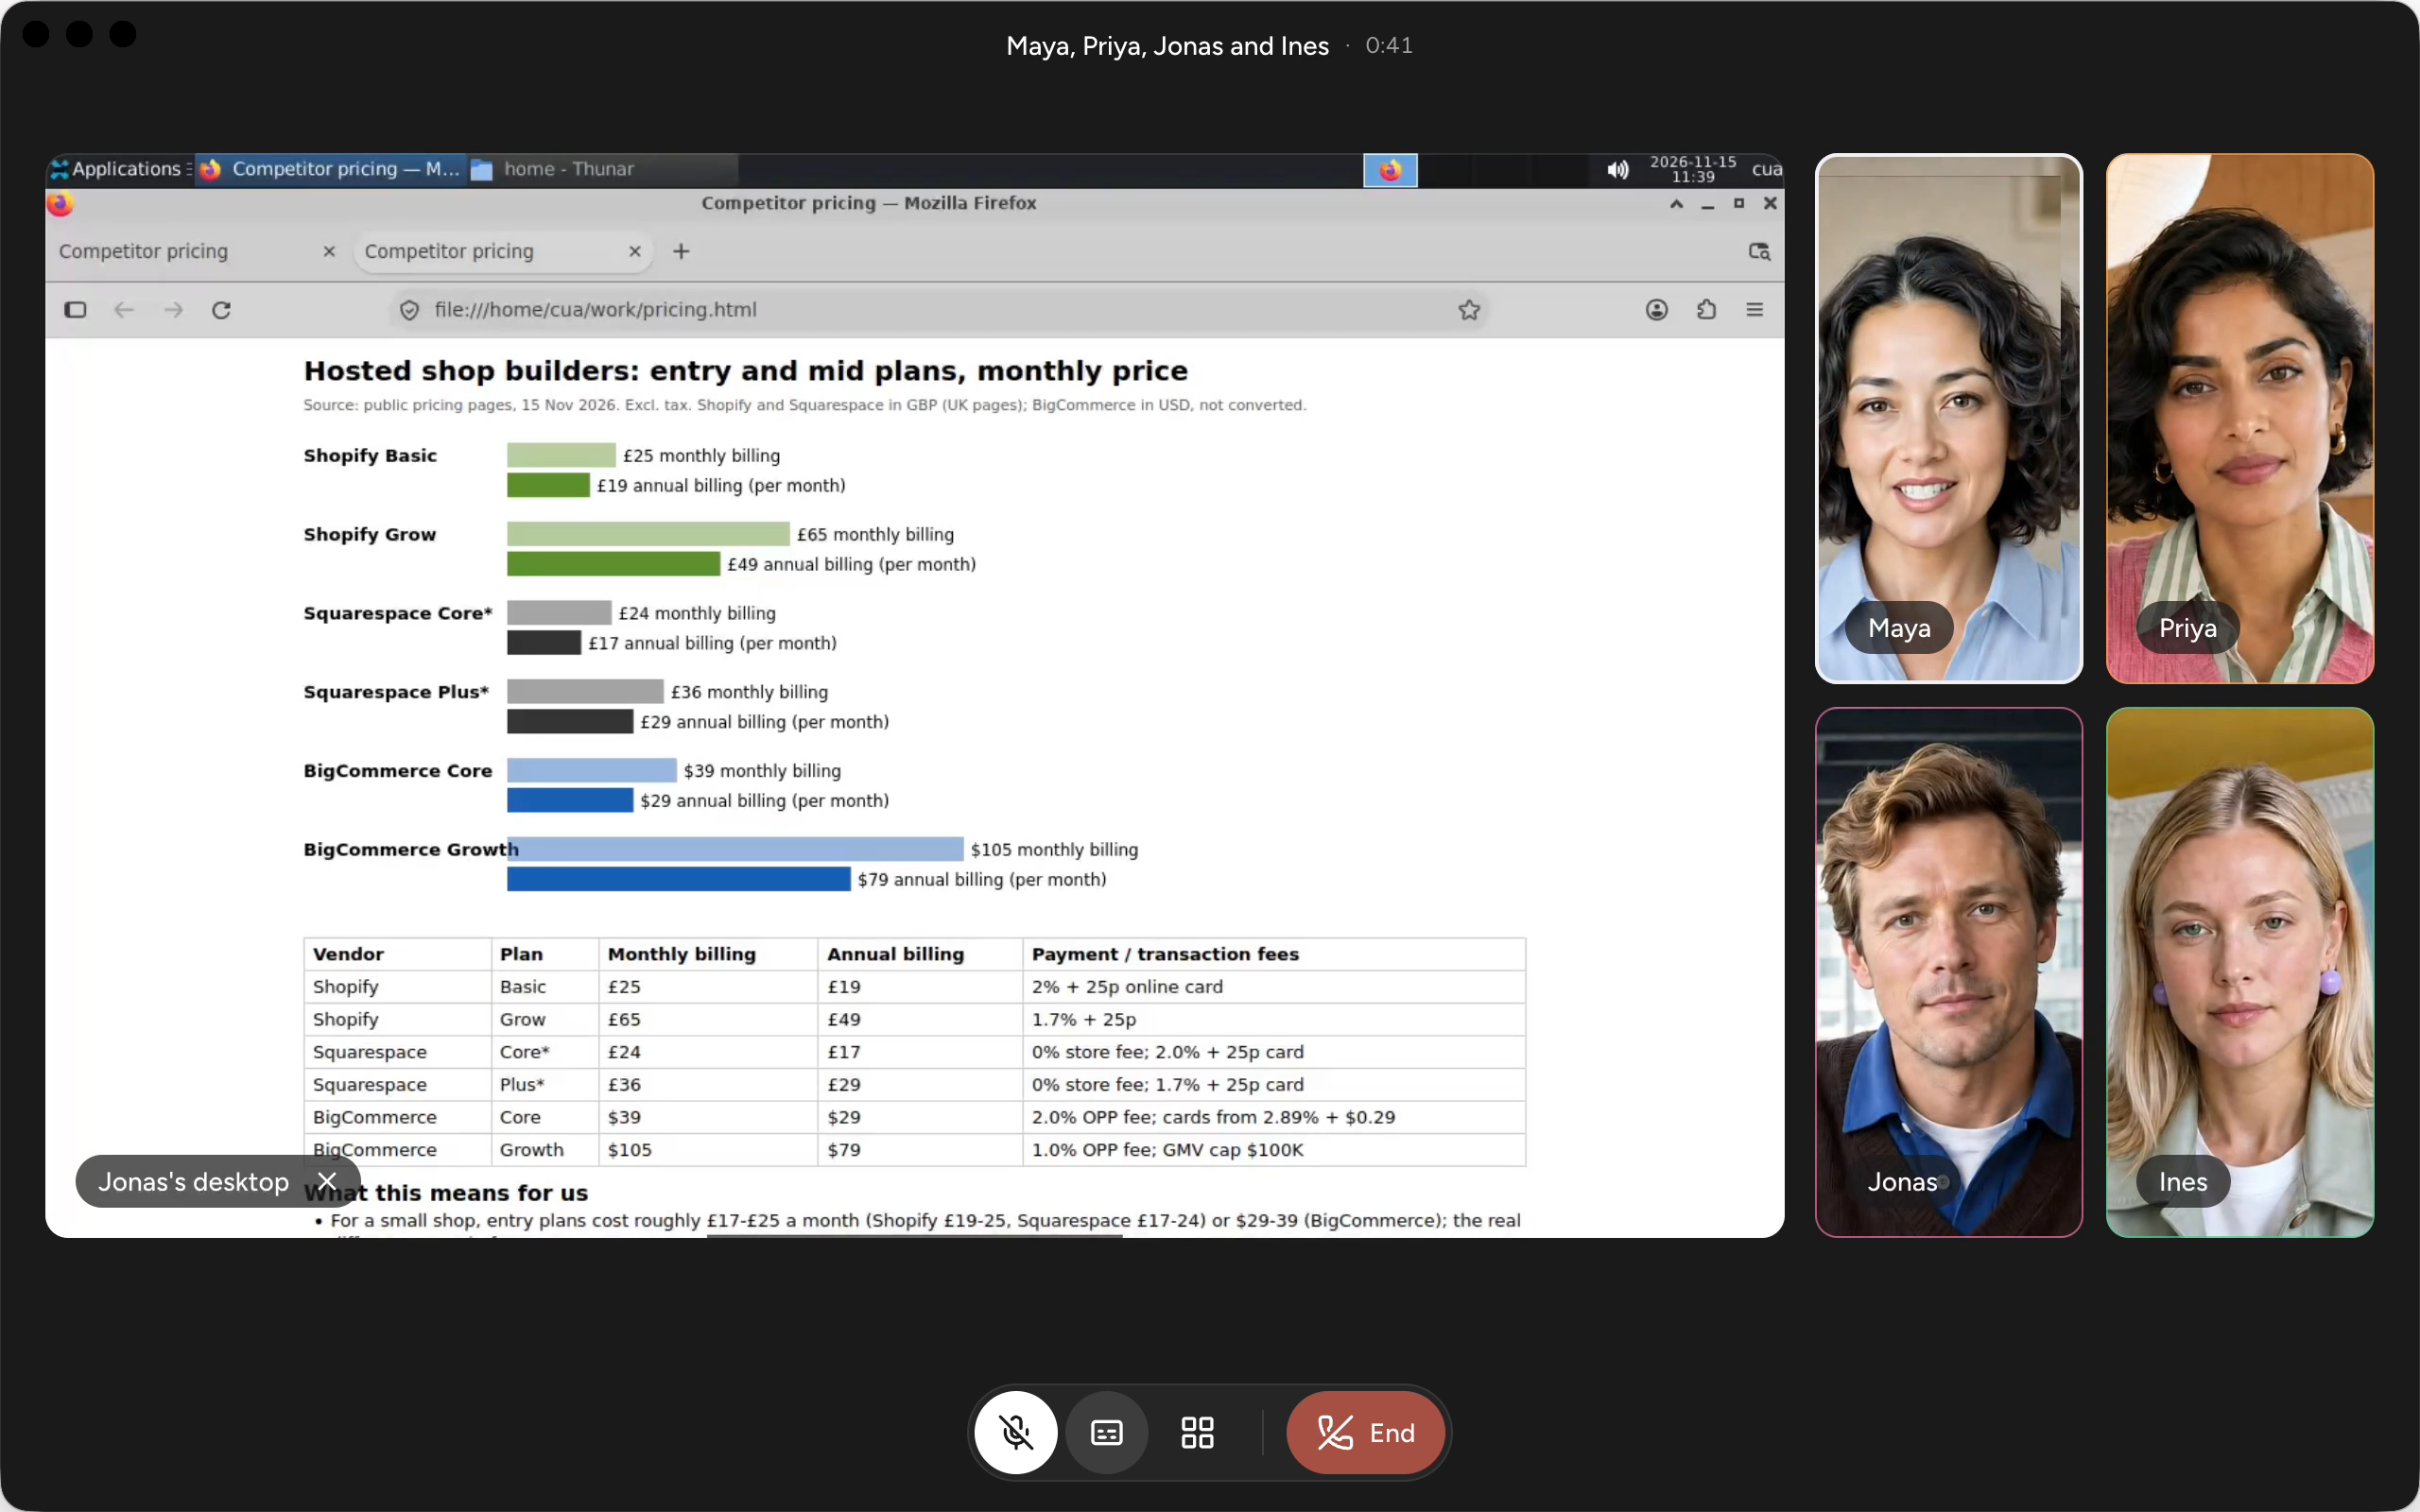 Maya, Priya, Jonas and Ines · 0:41
Applications
Competitor pricing — M...
home - Thunar
2026-11-15
11:39
cua
Competitor pricing — Mozilla Firefox
Competitor pricing
Competitor pricing
file:///home/cua/work/pricing.html
Hosted shop builders: entry and mid plans, monthly price
Source: public pricing pages, 15 Nov 2026. Excl. tax. Shopify and Squarespace in GBP (UK pages); BigCommerce in USD, not converted.
Shopify Basic
£25 monthly billing
£19 annual billing (per month)
Shopify Grow
£65 monthly billing
£49 annual billing (per month)
Squarespace Core*
£24 monthly billing
£17 annual billing (per month)
Squarespace Plus*
£36 monthly billing
£29 annual billing (per month)
BigCommerce Core
$39 monthly billing
$29 annual billing (per month)
BigCommerce Growth
$105 monthly billing
$79 annual billing (per month)
Vendor Plan Monthly billing Annual billing Payment / transaction fees
Shopify Basic £25 £19 2% + 25p online card
Shopify Grow £65 £49 1.7% + 25p
Squarespace Core* £24 £17 0% store fee; 2.0% + 25p card
Squarespace Plus* £36 £29 0% store fee; 1.7% + 25p card
BigCommerce Core $39 $29 2.0% OPP fee; cards from 2.89% + $0.29
BigCommerce Growth $105 $79 1.0% OPP fee; GMV cap $100K
What this means for us
• For a small shop, entry plans cost roughly £17-£25 a month (Shopify £19-25, Squarespace £17-24) or $29-39 (BigCommerce); the real
Jonas's desktop
Maya
Priya
Jonas
Ines
End